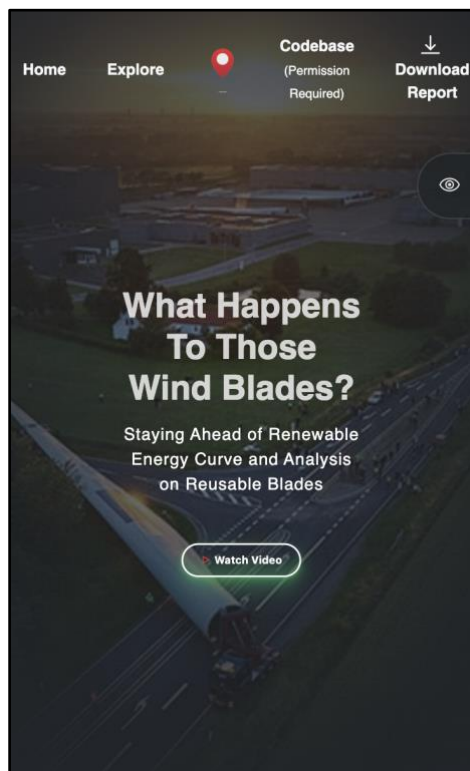 Home
Explore
Codebase
(Permission
Required)
Download
Report
What Happens
To Those
Wind Blades?
Staying Ahead of Renewable
Energy Curve and Analysis
on Reusable Blades
Watch Video